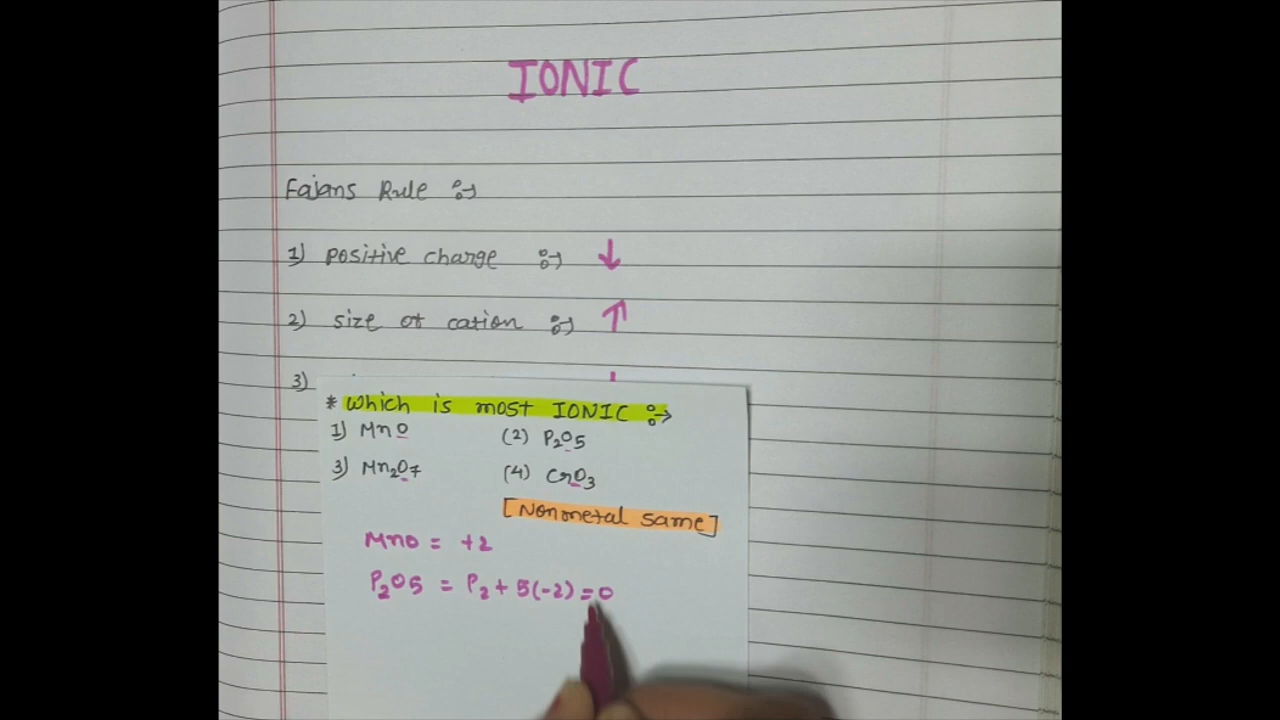 IONIC
Fajans Rule :→
1) positive charge :→ ↓
2) size of cation :→ ↑
3)
* Which is most IONIC :→
1) MnO (2) P₂O5
3) Mn₂O7 (4) CrO₃
[Nonmetal same]
MnO = +2
P₂O5 = P₂ + 5(-2) = 0